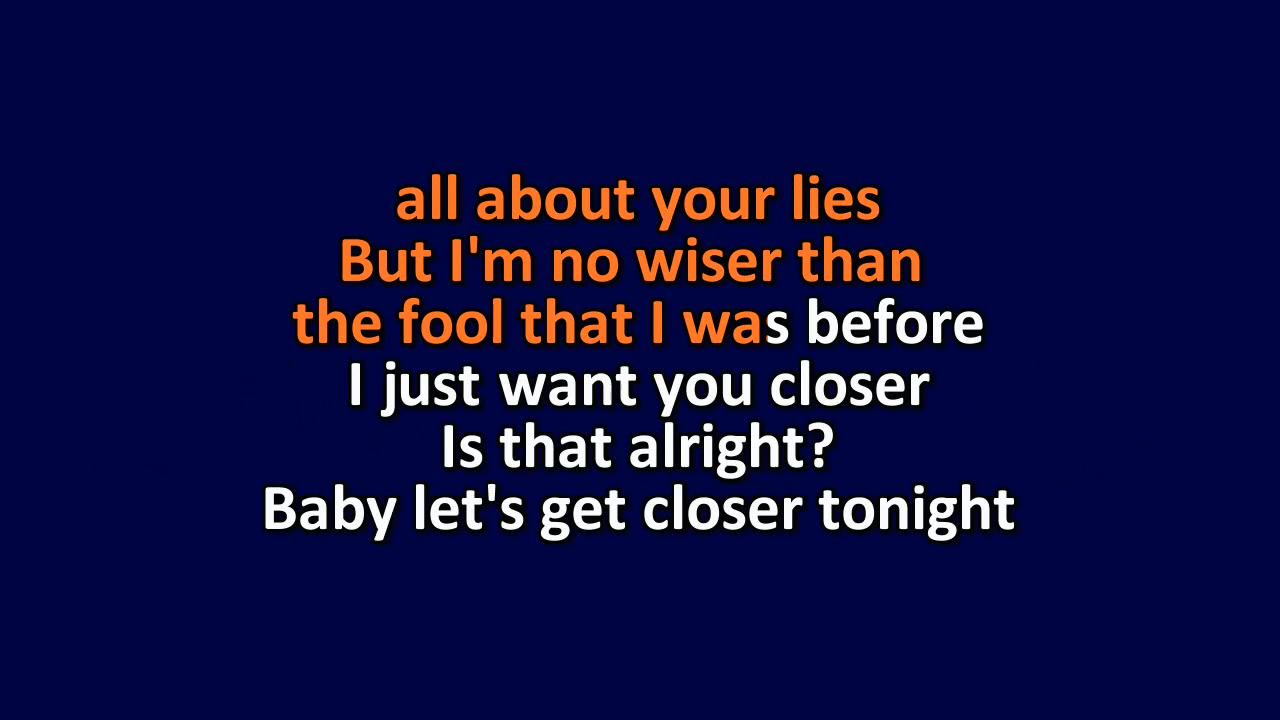 all about your lies
But I'm no wiser than
the fool that I was before
I just want you closer
Is that alright?
Baby let's get closer tonight